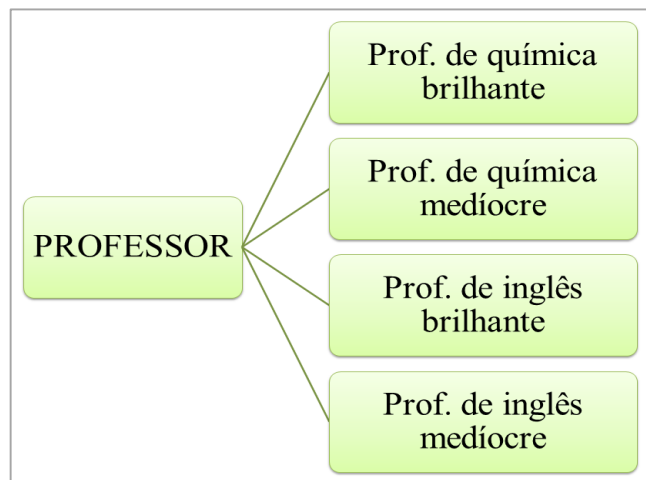 PROFESSOR
Prof. de química
brilhante
Prof. de química
medíocre
Prof. de inglês
brilhante
Prof. de inglês
medíocre